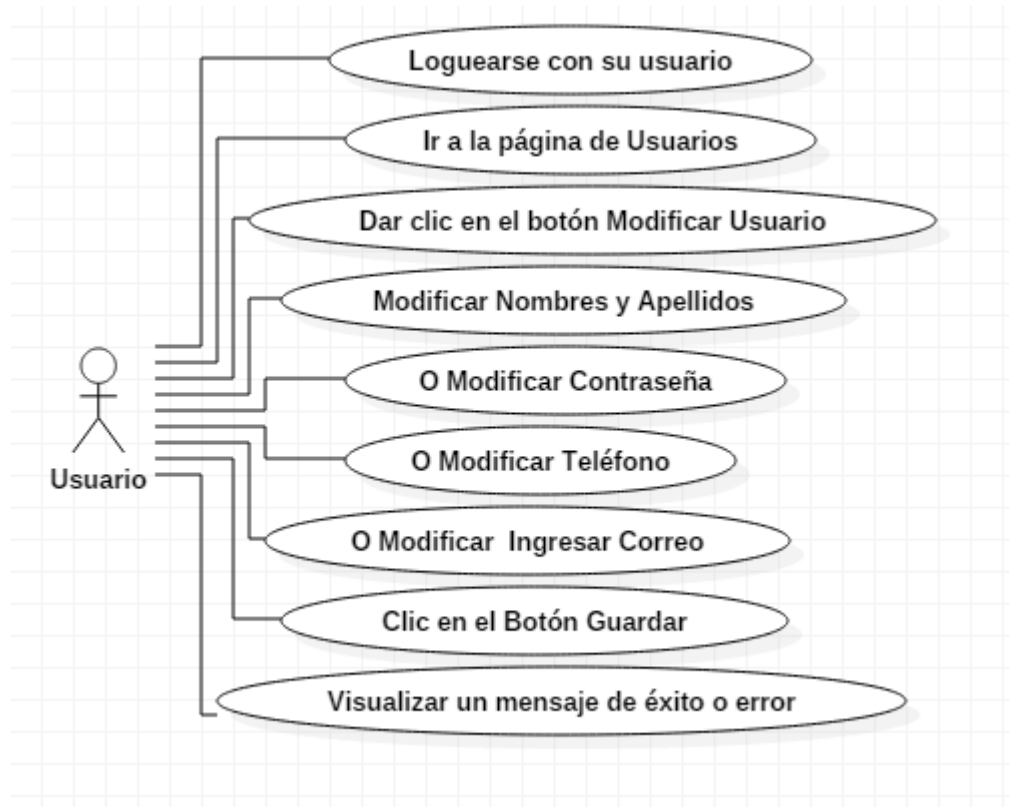 Loguearse con su usuario
Ir a la página de Usuarios
Dar clic en el botón Modificar Usuario
Modificar Nombres y Apellidos
O Modificar Contraseña
O Modificar Teléfono
Usuario
O Modificar  Ingresar Correo
Clic en el Botón Guardar
Visualizar un mensaje de éxito o error